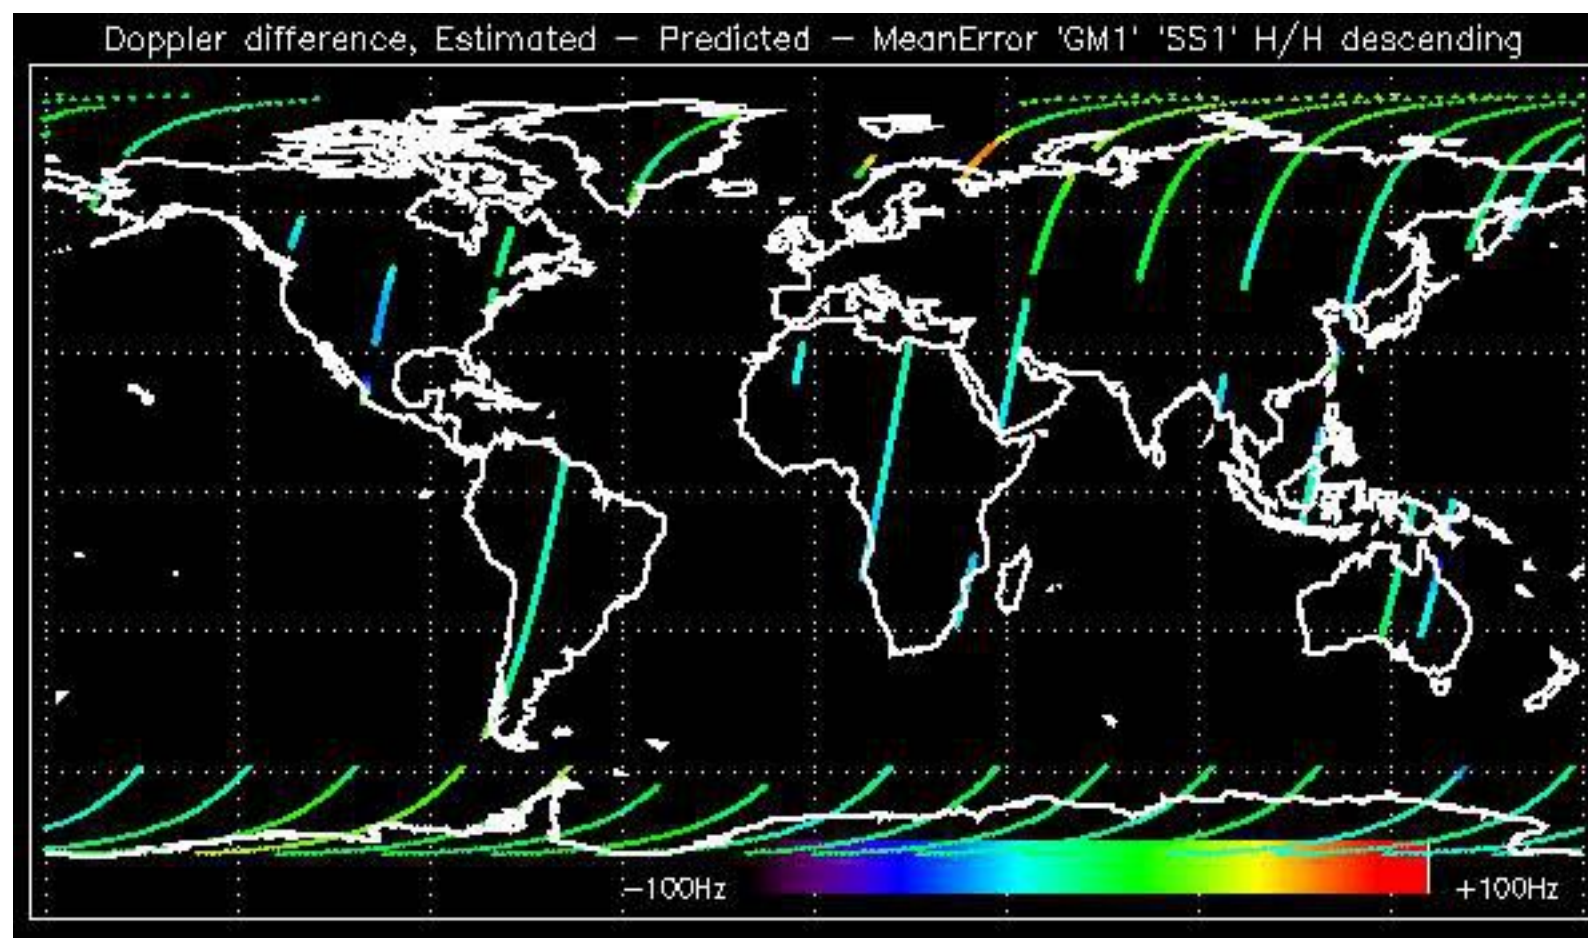 Doppler difference, Estimated – Predicted – MeanError 'GM1' 'SS1' H/H descending
−100Hz
+100Hz